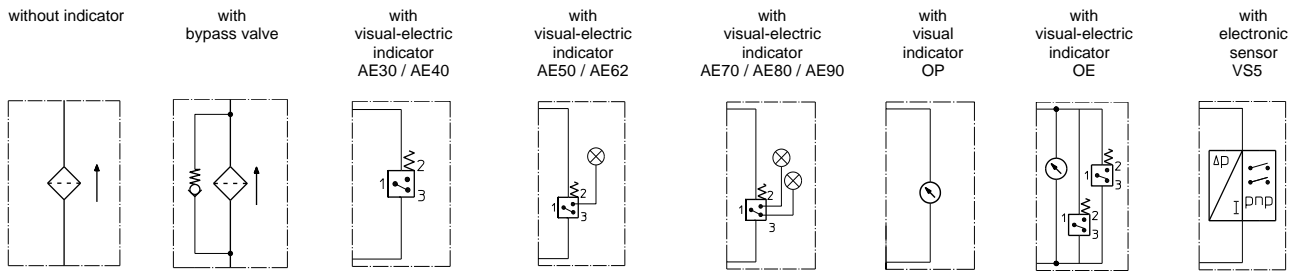 without indicator
with
bypass valve
with
visual-electric
indicator
AE30 / AE40
with
visual-electric
indicator
AE50 / AE62
with
visual-electric
indicator
AE70 / AE80 / AE90
with
visual
indicator
OP
with
visual-electric
indicator
OE
with
electronic
sensor
VS5
1
2
3
1
2
3
1
2
3
1
2
3
1
2
3
Δp
I
pnp